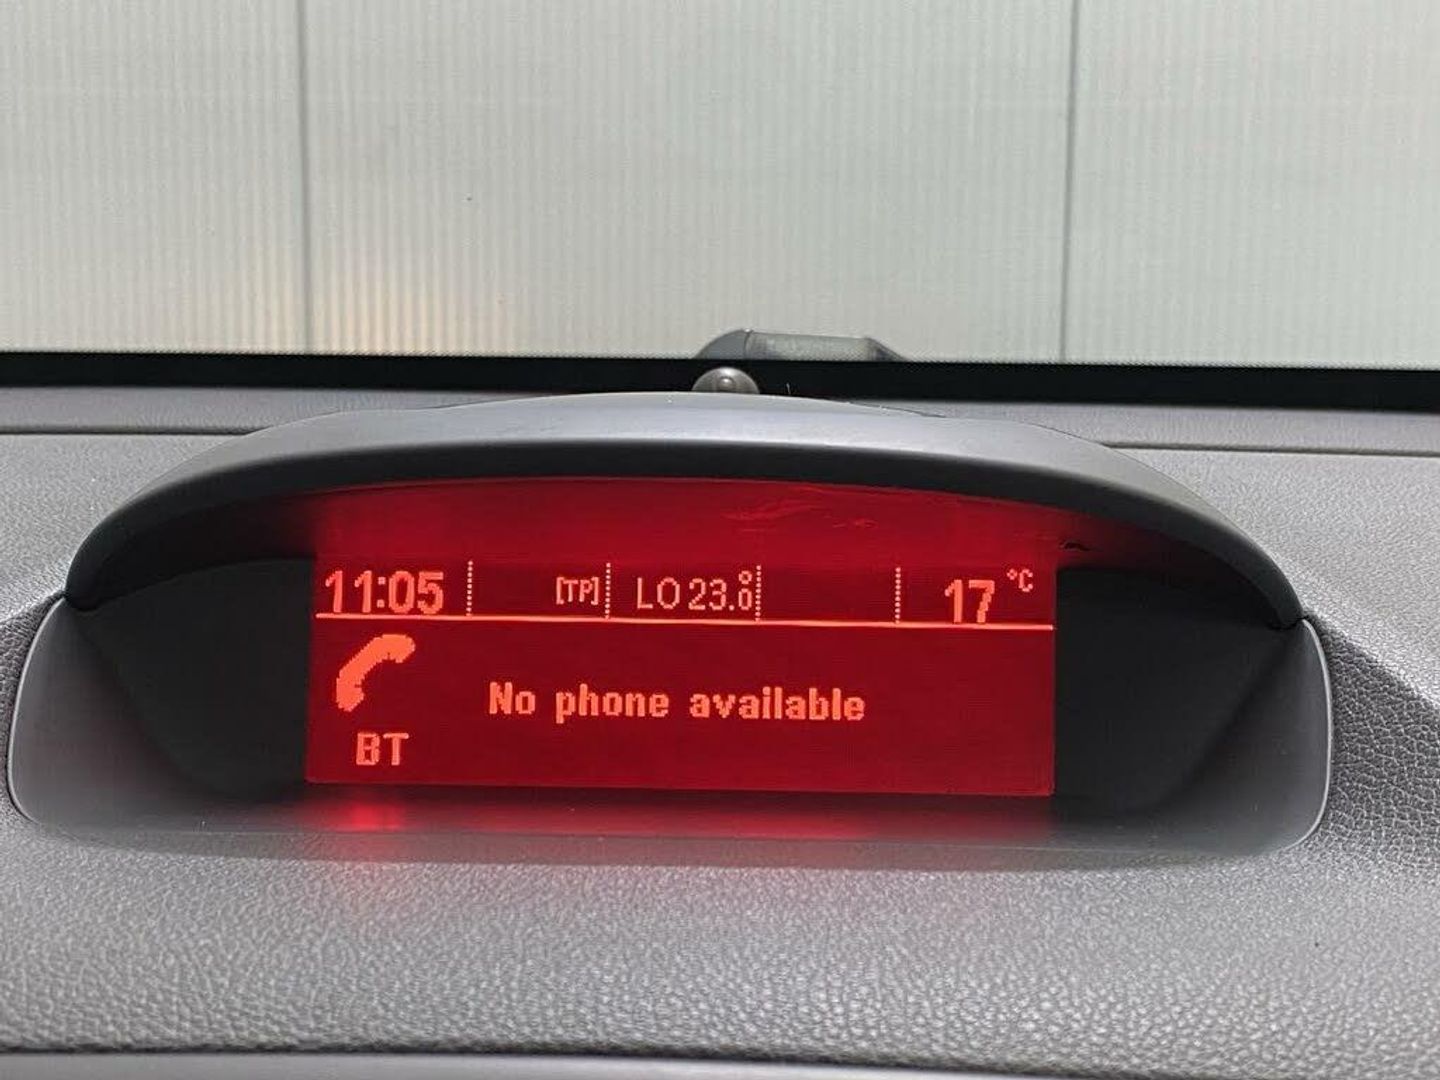 11:05 [TP] LO 23.0° 17 °C
No phone available
BT